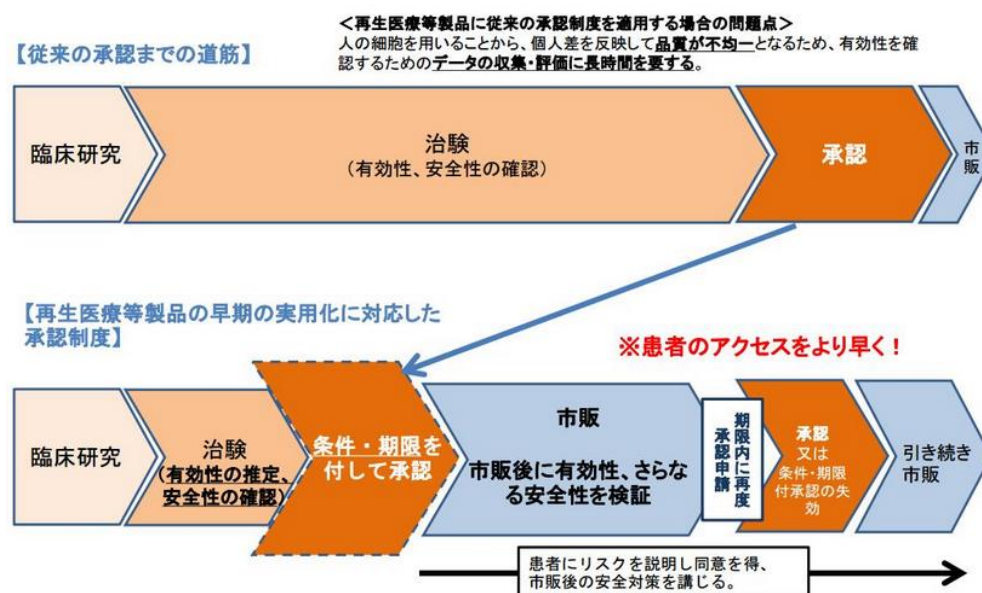 ＜再生医療等製品に従来の承認制度を適用する場合の問題点＞
人の細胞を用いることから、個人差を反映して品質が不均一となるため、有効性を確
認するためのデータの収集・評価に長時間を要する。
【従来の承認までの道筋】
臨床研究
治験
（有効性、安全性の確認）
承認
市
販
【再生医療等製品の早期の実用化に対応した
承認制度】
※患者のアクセスをより早く！
臨床研究
治験
（有効性の推定、
安全性の確認）
条件・期限を
付して承認
市販
市販後に有効性、さらな
る安全性を検証
期限内に再度
承認申請
承認
又は
条件・期限
付承認の失
効
引き続き
市販
患者にリスクを説明し同意を得、
市販後の安全対策を講じる。